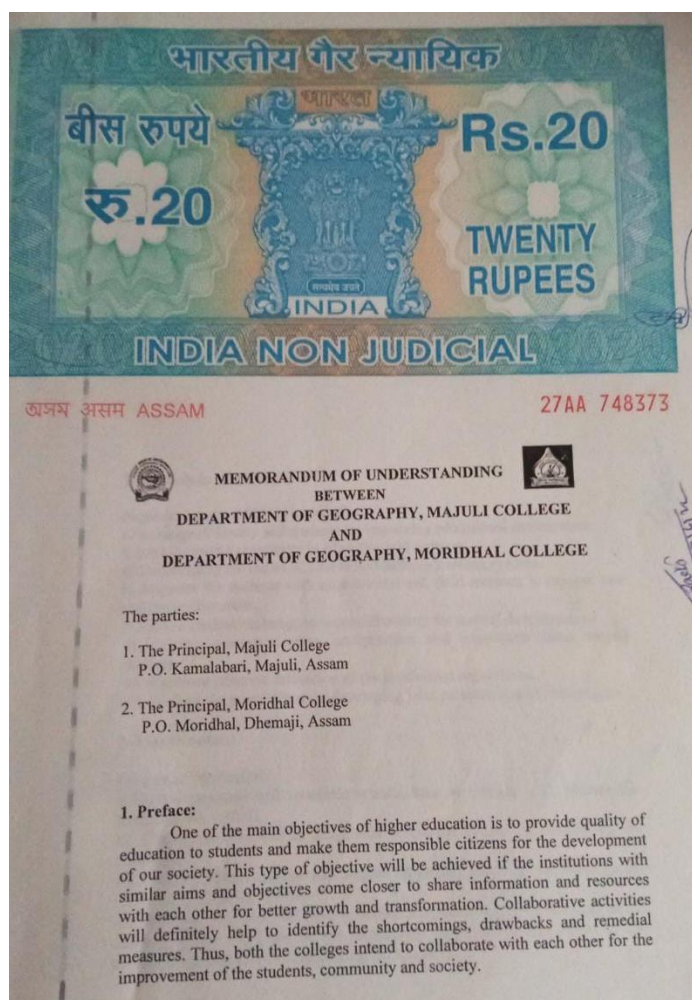 भारतीय गैर न्यायिक
भारत
बीस रुपये
Rs.20
रु.20
TWENTY
RUPEES
सत्यमेव जयते
INDIA
INDIA NON JUDICIAL
অসম असम ASSAM
27AA 748373
MEMORANDUM OF UNDERSTANDING
BETWEEN
DEPARTMENT OF GEOGRAPHY, MAJULI COLLEGE
AND
DEPARTMENT OF GEOGRAPHY, MORIDHAL COLLEGE
The parties:
1. The Principal, Majuli College
P.O. Kamalabari, Majuli, Assam
2. The Principal, Moridhal College
P.O. Moridhal, Dhemaji, Assam
1. Preface:
One of the main objectives of higher education is to provide quality of
education to students and make them responsible citizens for the development
of our society. This type of objective will be achieved if the institutions with
similar aims and objectives come closer to share information and resources
with each other for better growth and transformation. Collaborative activities
will definitely help to identify the shortcomings, drawbacks and remedial
measures. Thus, both the colleges intend to collaborate with each other for the
improvement of the students, community and society.